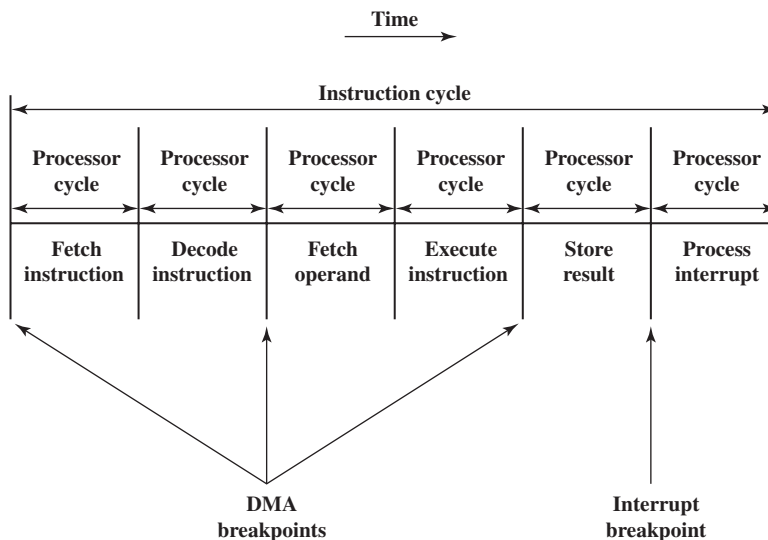 Time
Instruction cycle
Processor cycle
Processor cycle
Processor cycle
Processor cycle
Processor cycle
Processor cycle
Fetch instruction
Decode instruction
Fetch operand
Execute instruction
Store result
Process interrupt
DMA breakpoints
Interrupt breakpoint